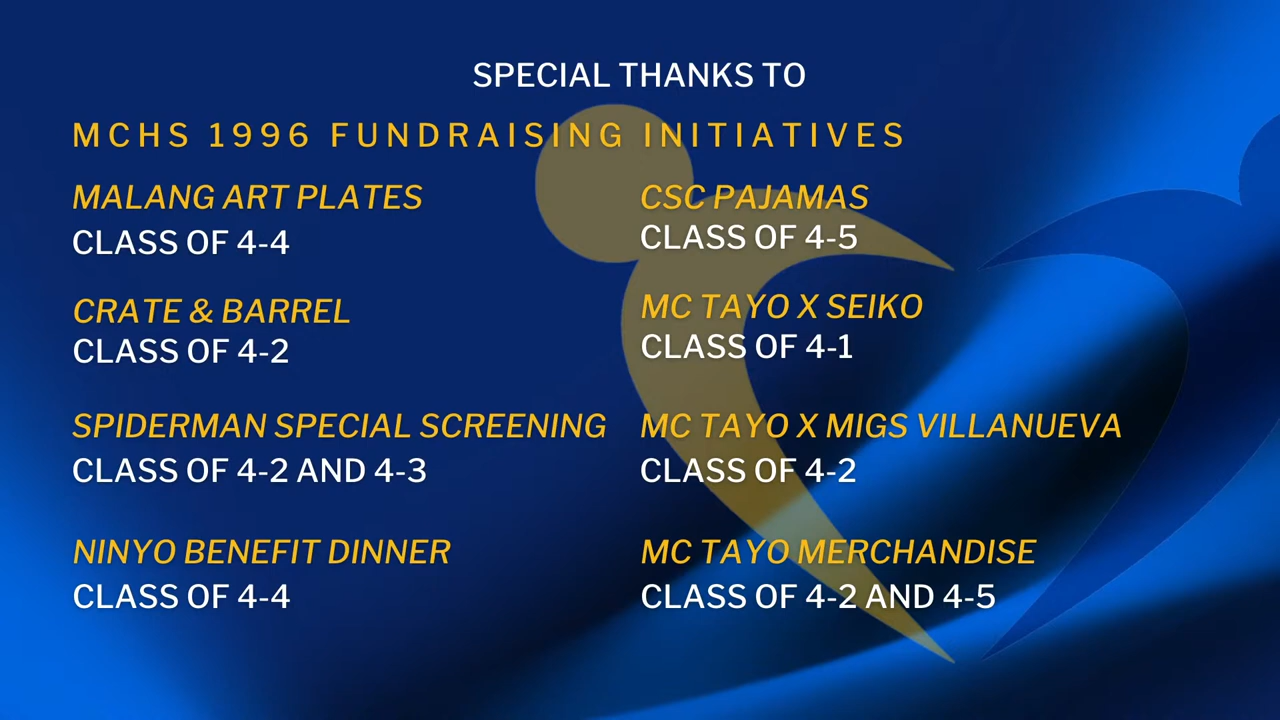 SPECIAL THANKS TO
MCHS 1996 FUNDRAISING INITIATIVES
MALANG ART PLATES
CLASS OF 4-4
CRATE & BARREL
CLASS OF 4-2
SPIDERMAN SPECIAL SCREENING
CLASS OF 4-2 AND 4-3
NINYO BENEFIT DINNER
CLASS OF 4-4
CSC PAJAMAS
CLASS OF 4-5
MC TAYO X SEIKO
CLASS OF 4-1
MC TAYO X MIGS VILLANUEVA
CLASS OF 4-2
MC TAYO MERCHANDISE
CLASS OF 4-2 AND 4-5